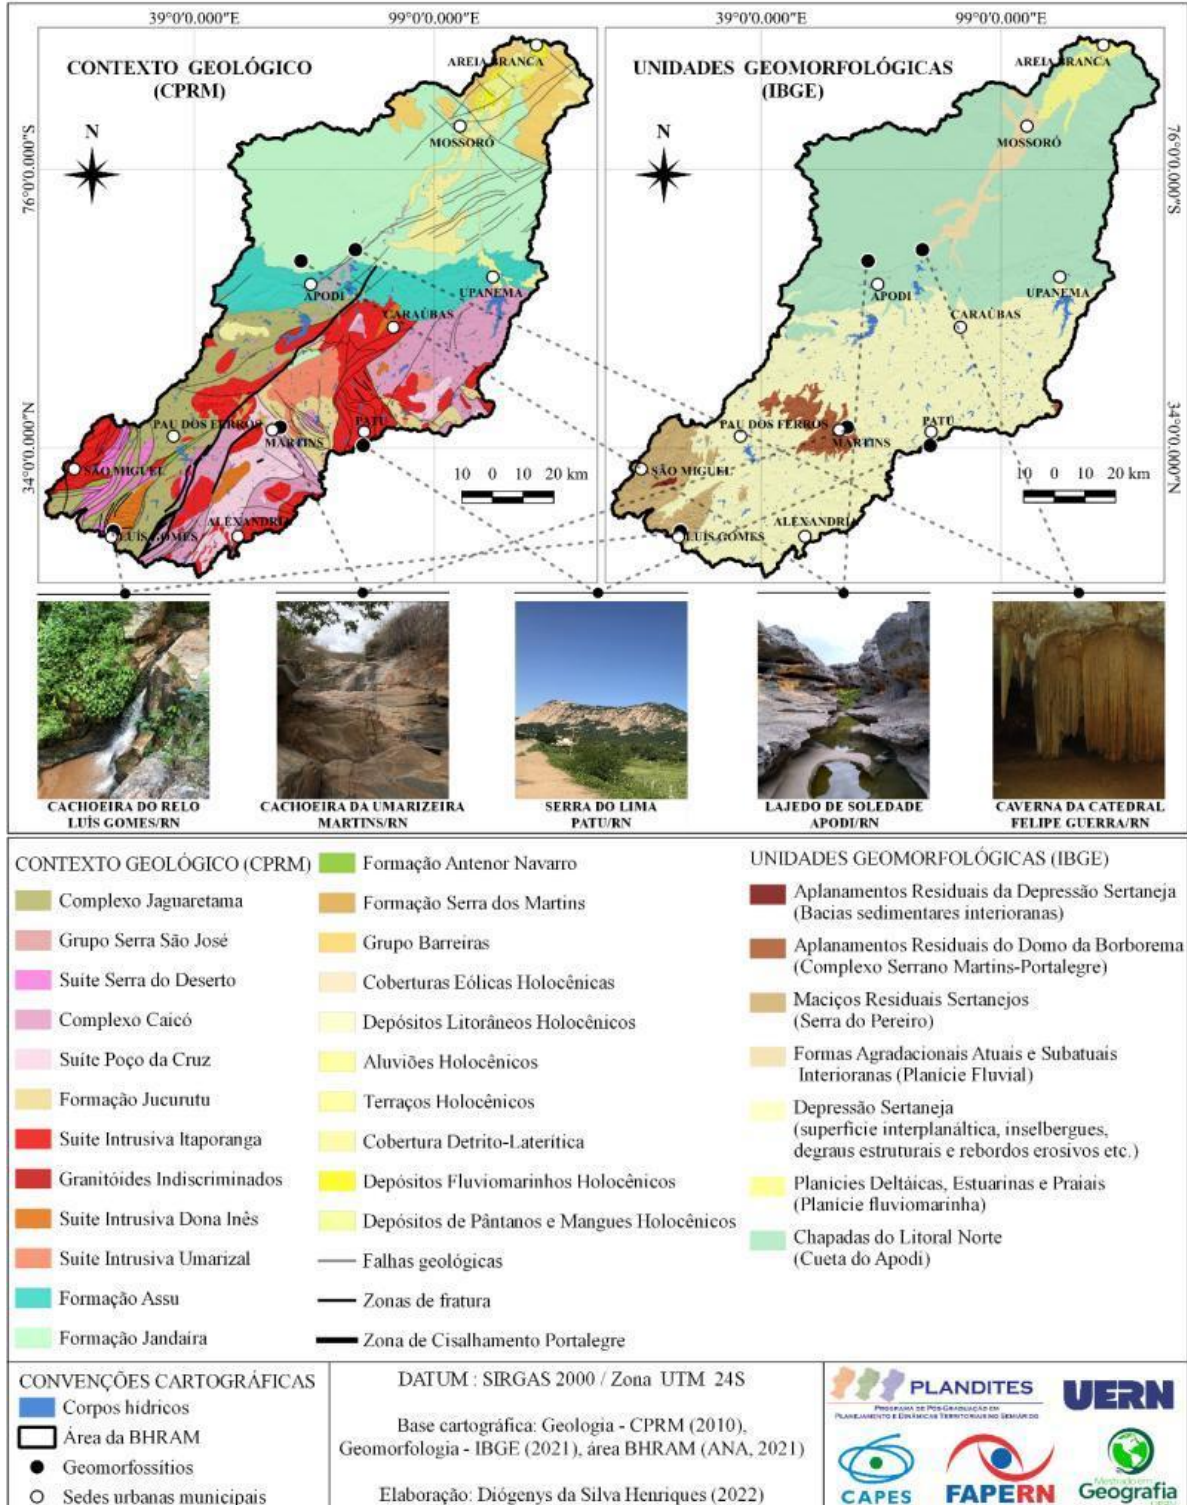 39°0'0.000"E
99°0'0.000"E
39°0'0.000"E
99°0'0.000"E
CONTEXTO GEOLÓGICO
(CPRM)
N
76°0'0.000"S
34°0'0.000"N
AREIA BRANCA
MOSSORÓ
APODI
UPANEMA
CARAÚBAS
PAU DOS FERROS
MARTINS
PATU
SÃO MIGUEL
LUÍS GOMES
ALEXANDRIA
10 0 10 20 km
UNIDADES GEOMORFOLÓGICAS
(IBGE)
N
76°0'0.000"S
34°0'0.000"N
AREIA BRANCA
MOSSORÓ
APODI
UPANEMA
CARAÚBAS
PAU DOS FERROS
MARTINS
PATU
SÃO MIGUEL
LUÍS GOMES
ALEXANDRIA
10 0 10 20 km
CACHOEIRA DO RELO
LUÍS GOMES/RN
CACHOEIRA DA UMARIZEIRA
MARTINS/RN
SERRA DO LIMA
PATU/RN
LAJEDO DE SOLEDADE
APODI/RN
CAVERNA DA CATEDRAL
FELIPE GUERRA/RN
CONTEXTO GEOLÓGICO (CPRM)
Complexo Jaguaretama
Grupo Serra São José
Suíte Serra do Deserto
Complexo Caicó
Suíte Poço da Cruz
Formação Jucurutu
Suite Intrusiva Itaporanga
Granitóides Indiscriminados
Suite Intrusiva Dona Inês
Suite Intrusiva Umarizal
Formação Assu
Formação Jandaíra
Formação Antenor Navarro
Formação Serra dos Martins
Grupo Barreiras
Coberturas Eólicas Holocênicas
Depósitos Litorâneos Holocênicos
Aluviões Holocênicos
Terraços Holocênicos
Cobertura Detrito-Laterítica
Depósitos Fluviomarinhos Holocênicos
Depósitos de Pântanos e Mangues Holocênicos
Falhas geológicas
Zonas de fratura
Zona de Cisalhamento Portalegre
UNIDADES GEOMORFOLÓGICAS (IBGE)
Aplanamentos Residuais da Depressão Sertaneja
(Bacias sedimentares interioranas)
Aplanamentos Residuais do Domo da Borborema
(Complexo Serrano Martins-Portalegre)
Maciços Residuais Sertanejos
(Serra do Pereiro)
Formas Agradacionais Atuais e Subatuais
Interioranas (Planície Fluvial)
Depressão Sertaneja
(superfície interplanáltica, inselbergues,
degraus estruturais e rebordos erosivos etc.)
Planícies Deltáicas, Estuarinas e Praiais
(Planície fluviomarinha)
Chapadas do Litoral Norte
(Cueta do Apodi)
CONVENÇÕES CARTOGRÁFICAS
Corpos hídricos
Área da BHRAM
Geomorfossítios
Sedes urbanas municipais
DATUM : SIRGAS 2000 / Zona UTM 24S
Base cartográfica: Geologia - CPRM (2010),
Geomorfologia - IBGE (2021), área BHRAM (ANA, 2021)
Elaboração: Diógenys da Silva Henriques (2022)
PLANDITES
PROGRAMA DE PÓS-GRADUAÇÃO EM
PLANEJAMENTO E DINÂMICAS TERRITORIAIS NO SEMIÁRIDO
UERN
CAPES
FAPERN
Mestrado em
Geografia